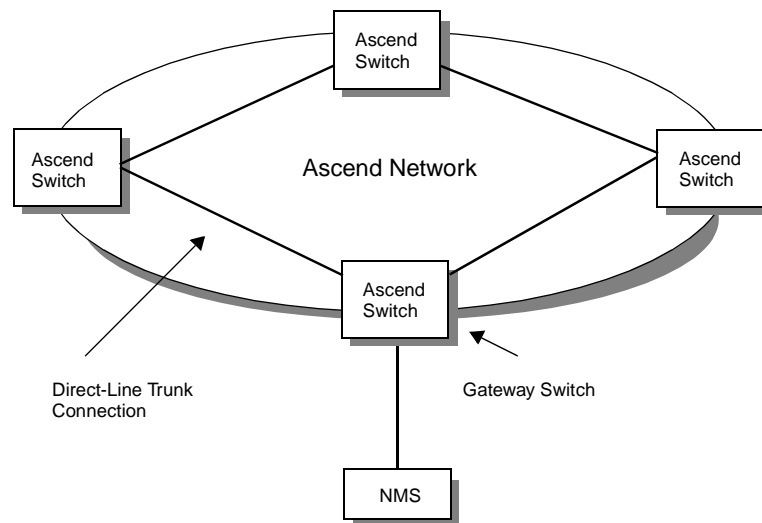 Ascend
Switch
Ascend
Switch
Ascend Network
Ascend
Switch
Ascend
Switch
Direct-Line Trunk
Connection
Gateway Switch
NMS